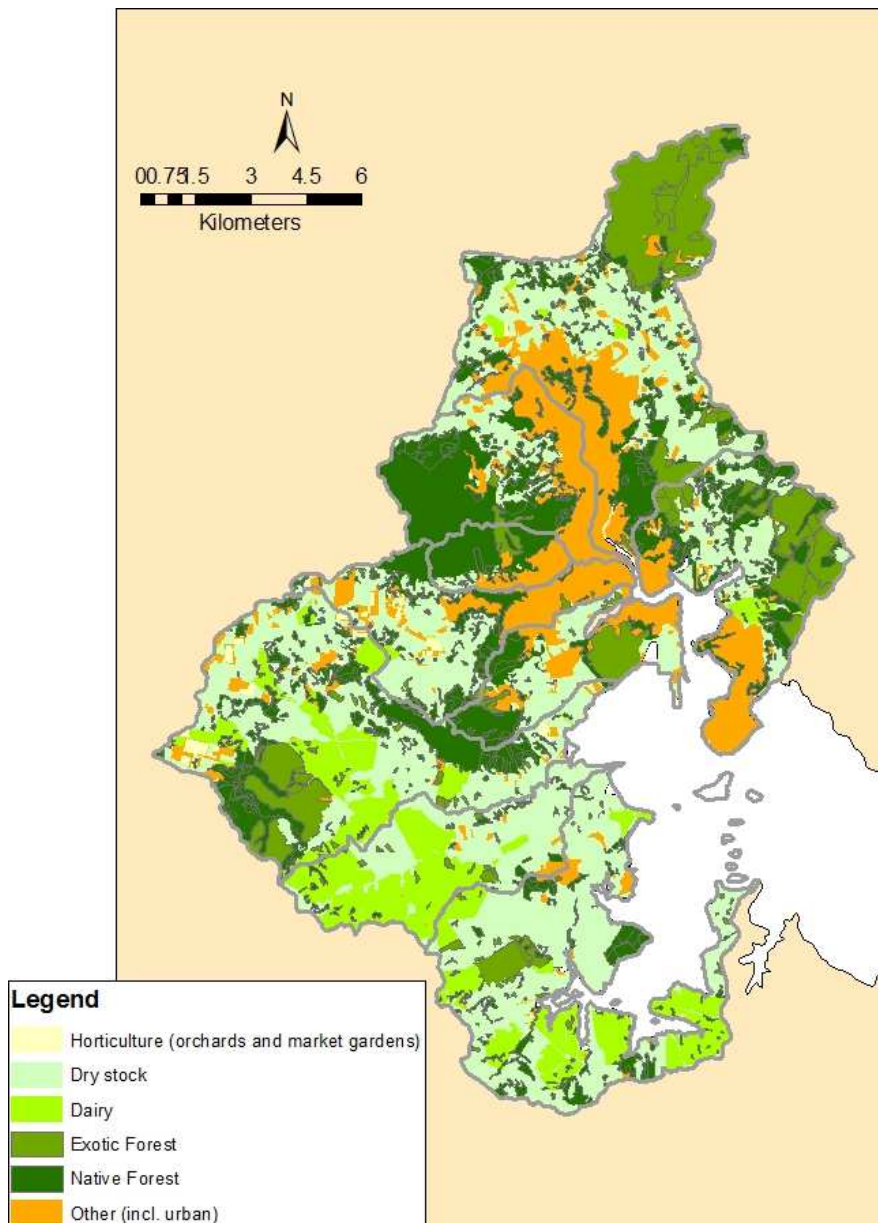 N
00.751.5 3 4.5 6
Kilometers
Legend
Horticulture (orchards and market gardens)
Dry stock
Dairy
Exotic Forest
Native Forest
Other (incl. urban)